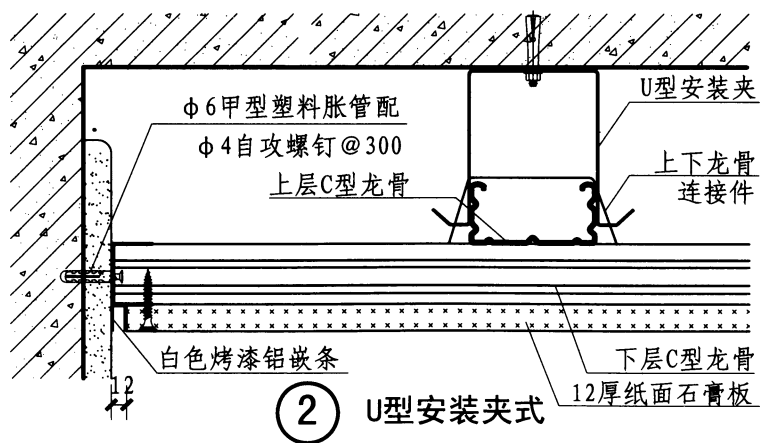 φ6甲型塑料胀管配
φ4自攻螺钉@300
上层C型龙骨
U型安装夹
上下龙骨
连接件
白色烤漆铝嵌条
下层C型龙骨
12厚纸面石膏板
12
2 U型安装夹式